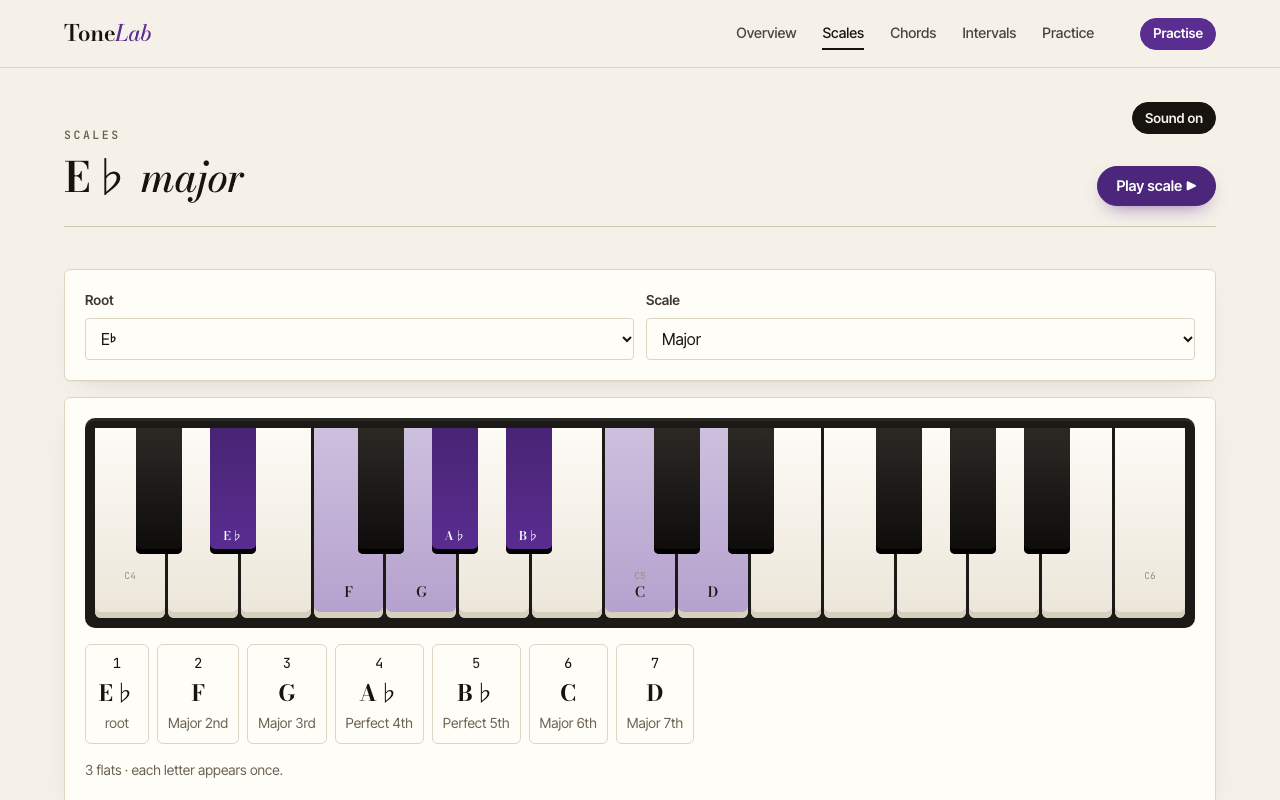 ToneLab
Overview Scales Chords Intervals Practice Practise
Sound on
SCALES
E♭ major
Play scale ▶
Root
Scale
E♭
Major
E♭ A♭ B♭
C4 C5 C6
F G C D
1 2 3 4 5 6 7
E♭ F G A♭ B♭ C D
root Major 2nd Major 3rd Perfect 4th Perfect 5th Major 6th Major 7th
3 flats · each letter appears once.